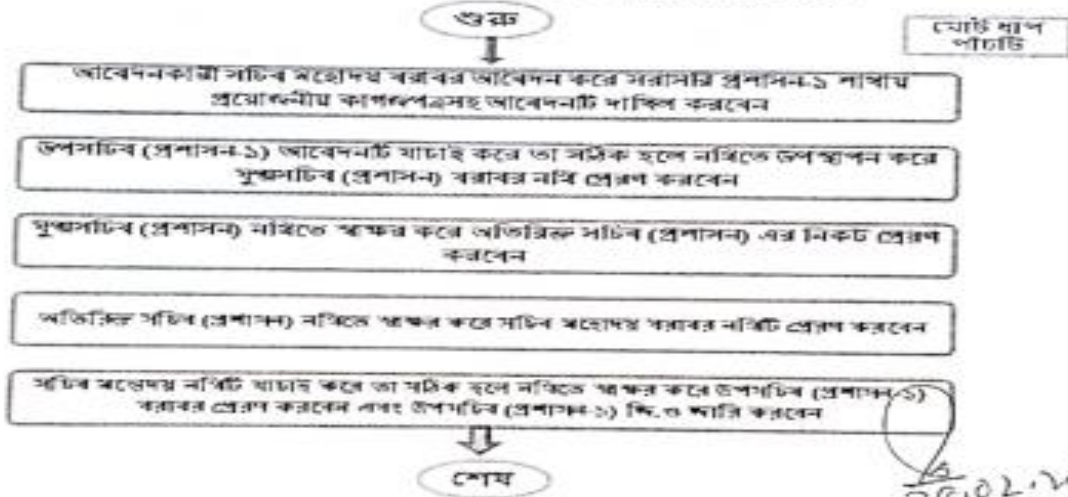 শুরু
মোট ধাপ
পাঁচটি
আবেদনকারী সচিব মহোদয় বরাবর আবেদন করে সরাসরি প্রশাসন-১ শাখায়
প্রয়োজনীয় কাগজপত্রসহ আবেদনটি দাখিল করবেন
উপসচিব (প্রশাসন-১) আবেদনটি যাচাই করে তা সঠিক হলে নথিতে উপস্থাপন করে
যুগ্মসচিব (প্রশাসন) বরাবর নথি প্রেরণ করবেন
যুগ্মসচিব (প্রশাসন) নথিতে স্বাক্ষর করে অতিরিক্ত সচিব (প্রশাসন) এর নিকট প্রেরণ
করবেন
অতিরিক্ত সচিব (প্রশাসন) নথিতে স্বাক্ষর করে সচিব মহোদয় বরাবর নথিটি প্রেরণ করবেন
সচিব মহোদয় নথিটি যাচাই করে তা সঠিক হলে নথিতে স্বাক্ষর করে উপসচিব (প্রশাসন-১)
বরাবর প্রেরণ করবেন এবং উপসচিব (প্রশাসন-১) জি.ও জারি করবেন
শেষ